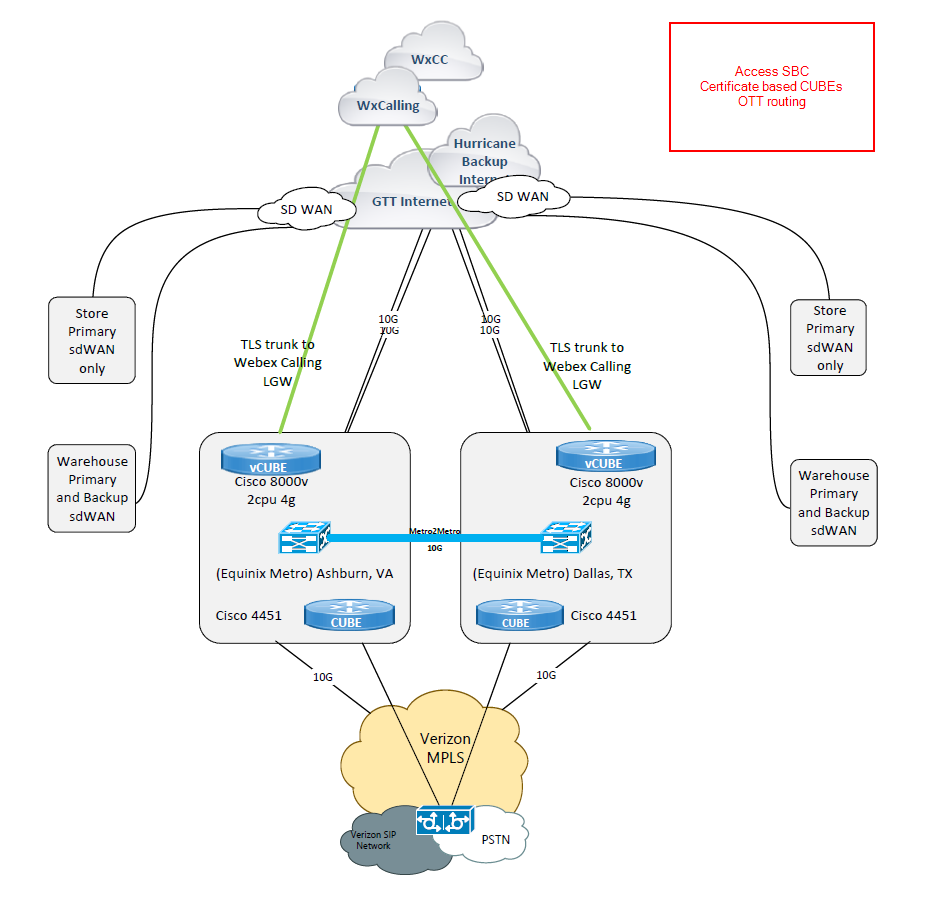 WxCC
WxCalling
Access SBC
Certificate based CUBEs
OTT routing
Hurricane
Backup
Intern
GTT Internet
SD WAN
SD WAN
Store
Primary
sdWAN
only
Store
Primary
sdWAN
only
10G
10G
10G
10G
TLS trunk to
Webex Calling
LGW
TLS trunk to
Webex Calling
LGW
Warehouse
Primary
and Backup
sdWAN
Warehouse
Primary
and Backup
sdWAN
vCUBE
Cisco 8000v
2cpu 4g
vCUBE
Cisco 8000v
2cpu 4g
Metro2Metro
10G
(Equinix Metro) Ashburn, VA
(Equinix Metro) Dallas, TX
Cisco 4451
CUBE
CUBE
Cisco 4451
10G
10G
Verizon
MPLS
Verizon SIP
Network
PSTN